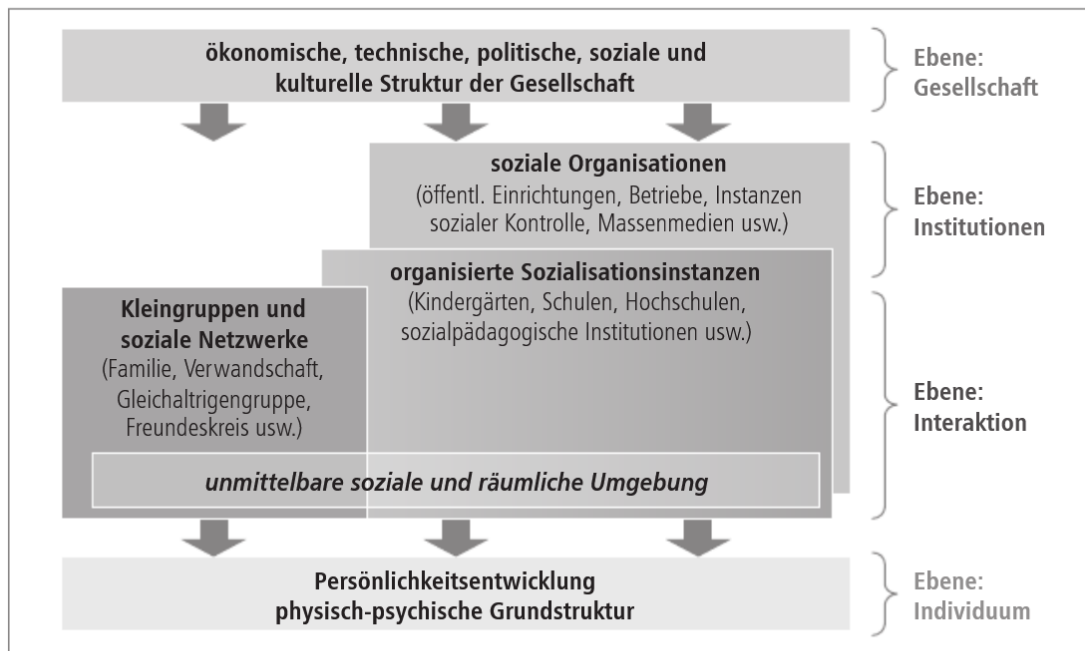 ökonomische, technische, politische, soziale und
kulturelle Struktur der Gesellschaft
Ebene:
Gesellschaft
soziale Organisationen
(öffentl. Einrichtungen, Betriebe, Instanzen
sozialer Kontrolle, Massenmedien usw.)
Ebene:
Institutionen
organisierte Sozialisationsinstanzen
(Kindergärten, Schulen, Hochschulen,
sozialpädagogische Institutionen usw.)
Kleingruppen und
soziale Netzwerke
(Familie, Verwandschaft,
Gleichaltrigengruppe,
Freundeskreis usw.)
Ebene:
Interaktion
unmittelbare soziale und räumliche Umgebung
Persönlichkeitsentwicklung
physisch-psychische Grundstruktur
Ebene:
Individuum